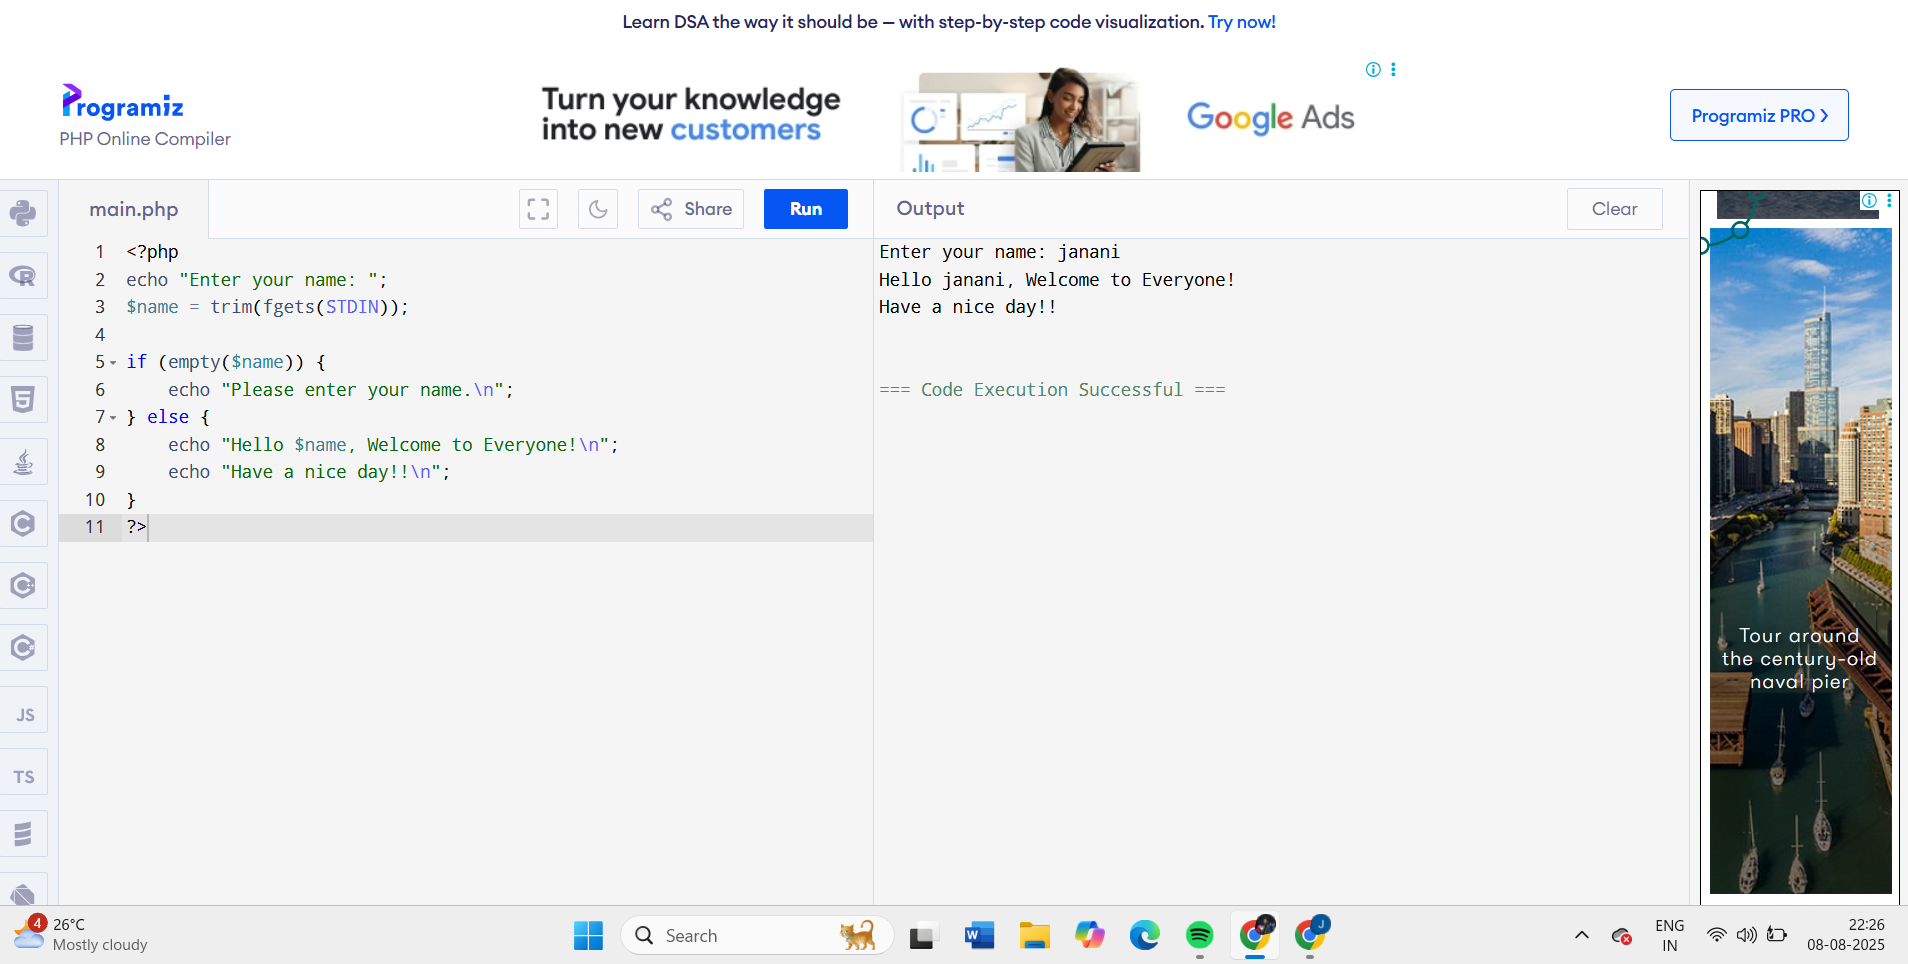 Learn DSA the way it should be — with step-by-step code visualization. Try now!
Programiz
PHP Online Compiler
Turn your knowledge
into new customers
Google Ads
Programiz PRO ❯
main.php
Share
Run
Output
Clear
1 <?php
2 echo "Enter your name: ";
3 $name = trim(fgets(STDIN));
4
5 if (empty($name)) {
6     echo "Please enter your name.\n";
7 } else {
8     echo "Hello $name, Welcome to Everyone!\n";
9     echo "Have a nice day!!\n";
10 }
11 ?>
Enter your name: janani
Hello janani, Welcome to Everyone!
Have a nice day!!
=== Code Execution Successful ===
R
5
C
C
C
JS
TS
Tour around
the century-old
naval pier
4
26°C
Mostly cloudy
Search
W
J
ENG
IN
22:26
08-08-2025